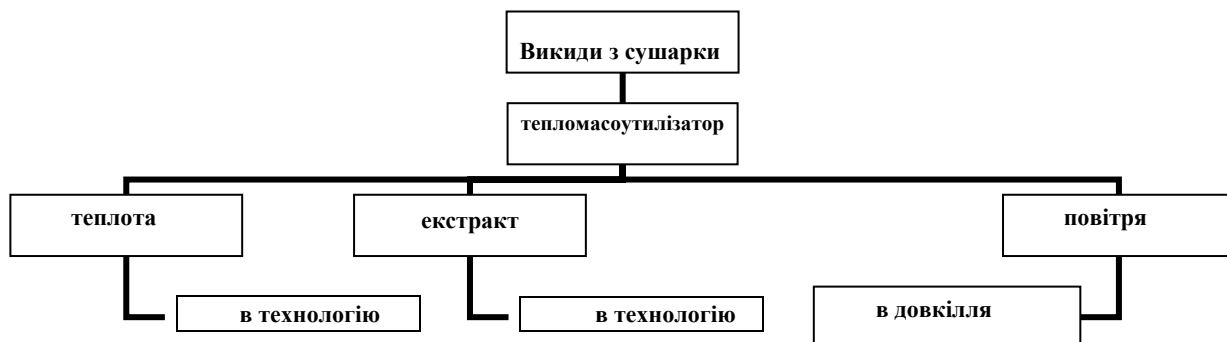 Викиди з сушарки
тепломасоутилізатор
теплота
екстракт
повітря
в технологію
в технологію
в довкілля